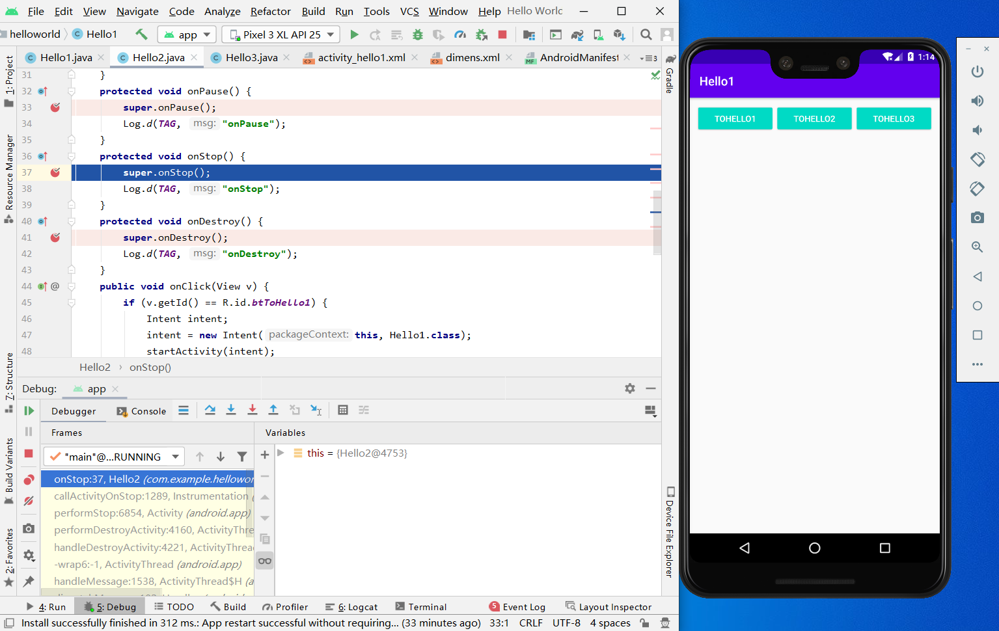 File Edit View Navigate Code Analyze Refactor Build Run Tools VCS Window Help Hello Worlc
helloworld Hello1 app Pixel 3 XL API 25
Hello1.java Hello2.java Hello3.java activity_hello1.xml dimens.xml AndroidManifest 3
31 }
32 protected void onPause() {
33 super.onPause();
34 Log.d(TAG, msg: "onPause");
35 }
36 protected void onStop() {
37 super.onStop();
38 Log.d(TAG, msg: "onStop");
39 }
40 protected void onDestroy() {
41 super.onDestroy();
42 Log.d(TAG, msg: "onDestroy");
43 }
44 @ public void onClick(View v) {
45 if (v.getId() == R.id.btToHello1) {
46 Intent intent;
47 intent = new Intent( packageContext: this, Hello1.class);
48 startActivity(intent);
Hello2 › onStop()
Debug: app
Debugger Console
Frames Variables
"main"@...RUNNING
this = {Hello2@4753}
onStop:37, Hello2 (com.example.hellowor
callActivityOnStop:1289, Instrumentation (
performStop:6854, Activity (android.app)
performDestroyActivity:4160, ActivityThre
handleDestroyActivity:4221, ActivityThread
-wrap6:-1, ActivityThread (android.app)
handleMessage:1538, ActivityThread$H (a
4: Run 5: Debug TODO Build Profiler 6: Logcat Terminal 5 Event Log Layout Inspector
Install successfully finished in 312 ms.: App restart successful without requiring... (33 minutes ago) 33:1 CRLF UTF-8 4 spaces
1: Project
Resource Manager
Z: Structure
Build Variants
2: Favorites
Gradle
Device File Explorer
1:14
Hello1
TOHELLO1 TOHELLO2 TOHELLO3